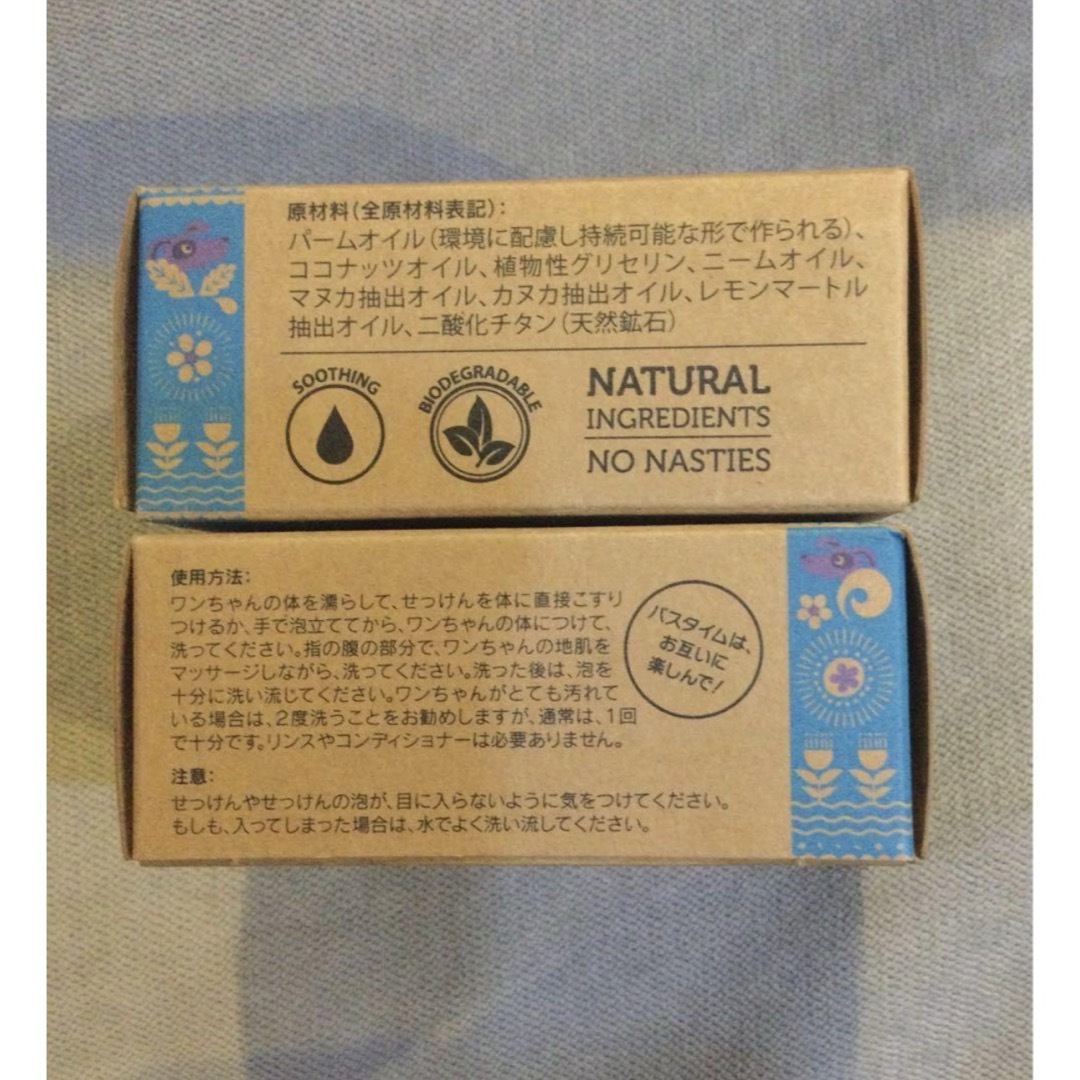 原材料(全原材料表記):
パームオイル(環境に配慮し持続可能な形で作られる)、
ココナッツオイル、植物性グリセリン、ニームオイル、
マヌカ抽出オイル、カヌカ抽出オイル、レモンマートル
抽出オイル、二酸化チタン(天然鉱石)
SOOTHING
BIODEGRADABLE
NATURAL
INGREDIENTS
NO NASTIES
使用方法:
ワンちゃんの体を濡らして、せっけんを体に直接こすり
つけるか、手で泡立ててから、ワンちゃんの体につけて、
洗ってください。指の腹の部分で、ワンちゃんの地肌を
マッサージしながら、洗ってください。洗った後は、泡を
十分に洗い流じてください。ワンちゃんがとても汚れて
いる場合は、2度洗うことをお勧めしますが、通常は、1回
で十分です。リンスやコンディショナーは必要ありません。
バスタイムは、
お互いに
楽しんで!
注意:
せっけんやせっけんの泡が、目に入らないように気をつけてください。
もしも、入ってしまった場合は、水でよく洗い流してください。